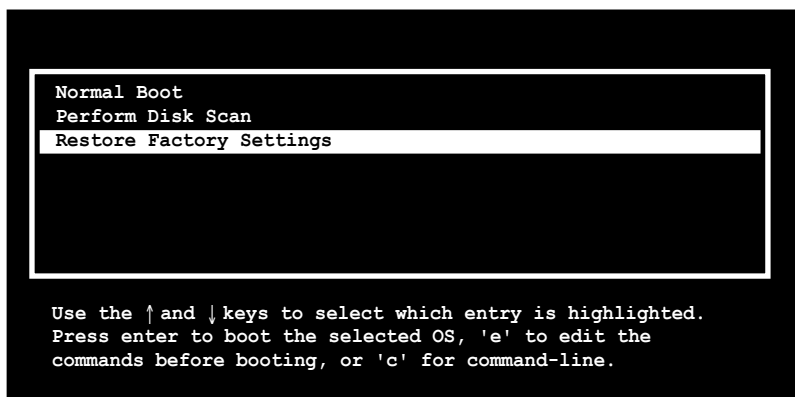 Normal Boot
Perform Disk Scan
Restore Factory Settings
Use the ↑ and ↓ keys to select which entry is highlighted.
Press enter to boot the selected OS, 'e' to edit the
commands before booting, or 'c' for command-line.